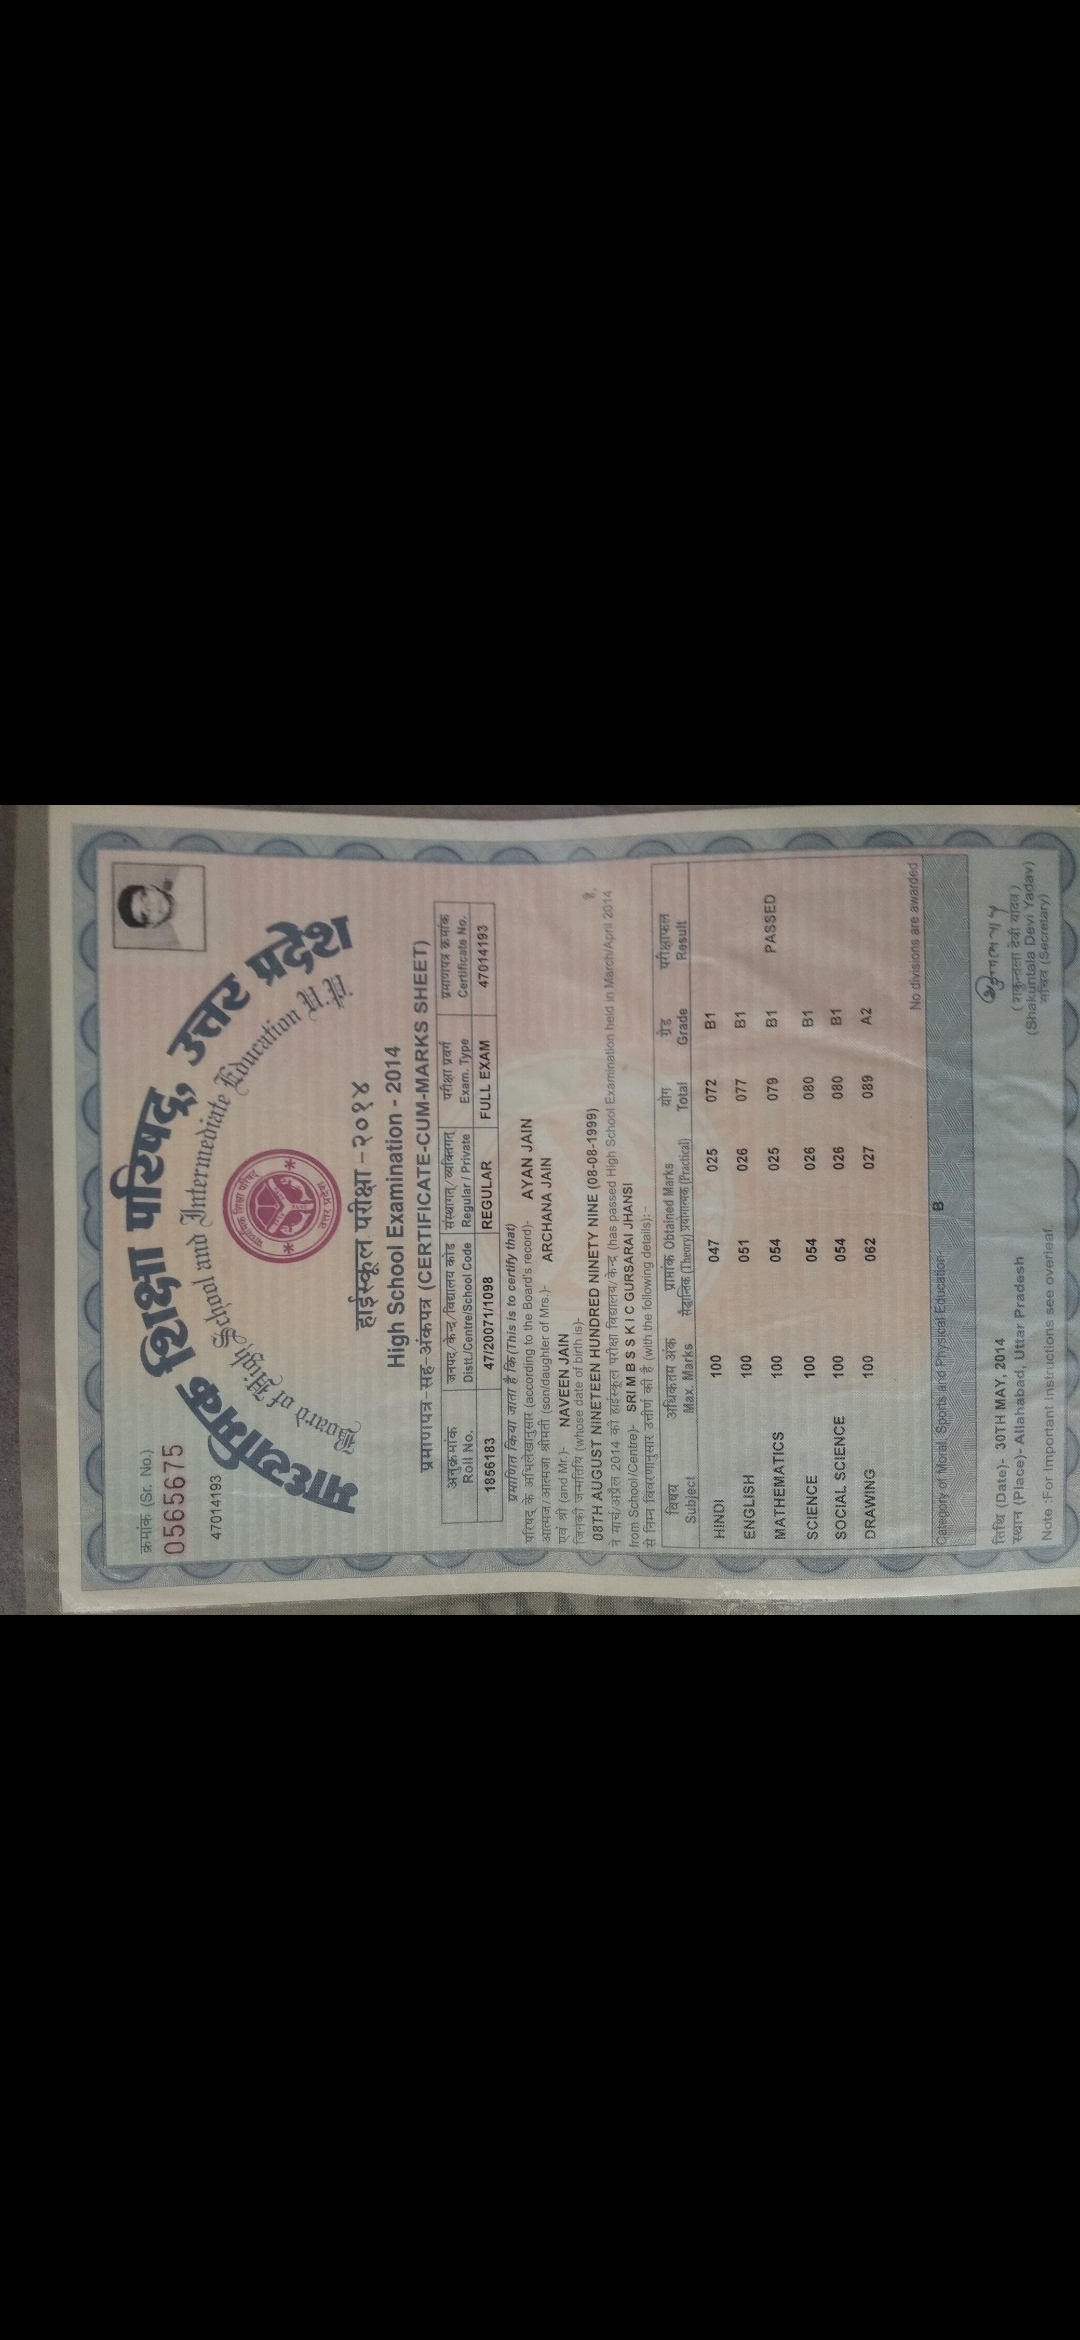 क्रमांक (Sr. No.)
0565675
47014193
माध्यमिक शिक्षा परिषद्, उत्तर प्रदेश
Board of High School and Intermediate Education U.P.
माध्यमिक शिक्षा परिषद्
उत्तर प्रदेश
हाईस्कूल परीक्षा–२०१४
High School Examination - 2014
प्रमाणपत्र-सह-अंकपत्र (CERTIFICATE-CUM-MARKS SHEET)
अनुक्रमांक जनपद/केन्द्र/विद्यालय कोड संस्थागत/व्यक्तिगत परीक्षा प्रवर्ग प्रमाणपत्र क्रमांक
Roll No. Distt./Centre/School Code Regular / Private Exam. Type Certificate No.
1856183 47/20071/1098 REGULAR FULL EXAM 47014193
प्रमाणित किया जाता है कि (This is to certify that)
परिषद् के अभिलेखानुसार (according to the Board's record)- AYAN JAIN
आत्मज/आत्मजा श्रीमती (son/daughter of Mrs.)- ARCHANA JAIN
एवं श्री (and Mr.)- NAVEEN JAIN
जिनकी जन्मतिथि (whose date of birth is)-
08TH AUGUST NINETEEN HUNDRED NINETY NINE (08-08-1999) है,
ने मार्च/अप्रैल 2014 की हाईस्कूल परीक्षा विद्यालय/केन्द्र (has passed High School Examination held in March/April 2014
from School/Centre)- SRI M B S S K I C GURSARAI JHANSI
से निम्न विवरणानुसार उत्तीर्ण की है (with the following details):-
विषय अधिकतम अंक प्राप्तांक Obtained Marks योग ग्रेड परीक्षाफल
Subject Max. Marks सैद्धान्तिक (Theory) प्रयोगात्मक (Practical) Total Grade Result
HINDI 100 047 025 072 B1
ENGLISH 100 051 026 077 B1
MATHEMATICS 100 054 025 079 B1 PASSED
SCIENCE 100 054 026 080 B1
SOCIAL SCIENCE 100 054 026 080 B1
DRAWING 100 062 027 089 A2
No divisions are awarded
Category of Moral, Sports and Physical Education- B
तिथि (Date)- 30TH MAY, 2014
स्थान (Place)- Allahabad, Uttar Pradesh
(शकुन्तला देवी यादव)
(Shakuntala Devi Yadav)
सचिव (Secretary)
Note :For Important Instructions see overleaf.